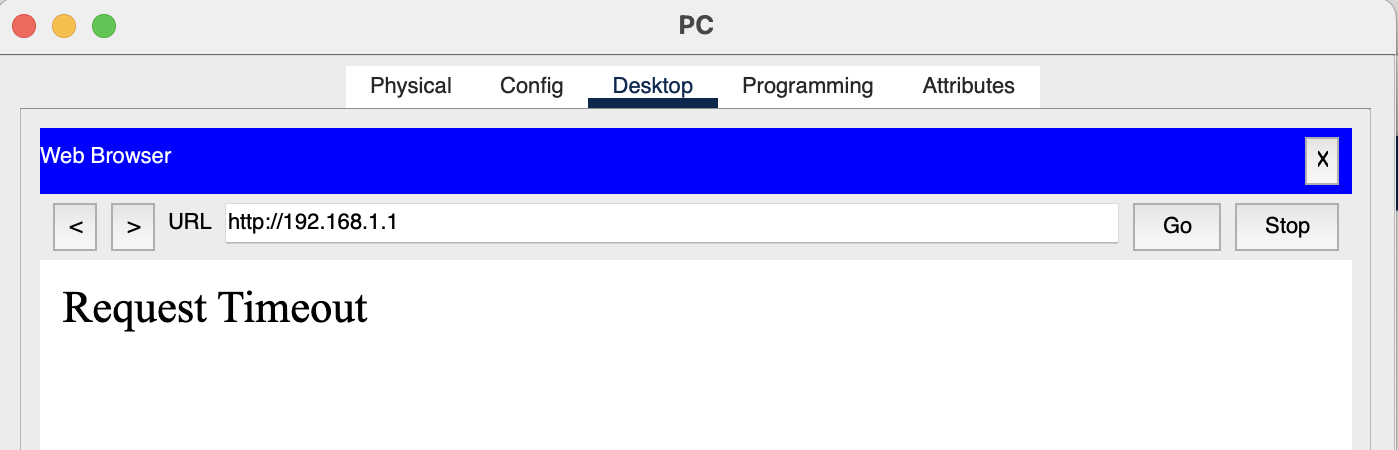 PC
Physical Config Desktop Programming Attributes
Web Browser X
< > URL http://192.168.1.1 Go Stop
Request Timeout